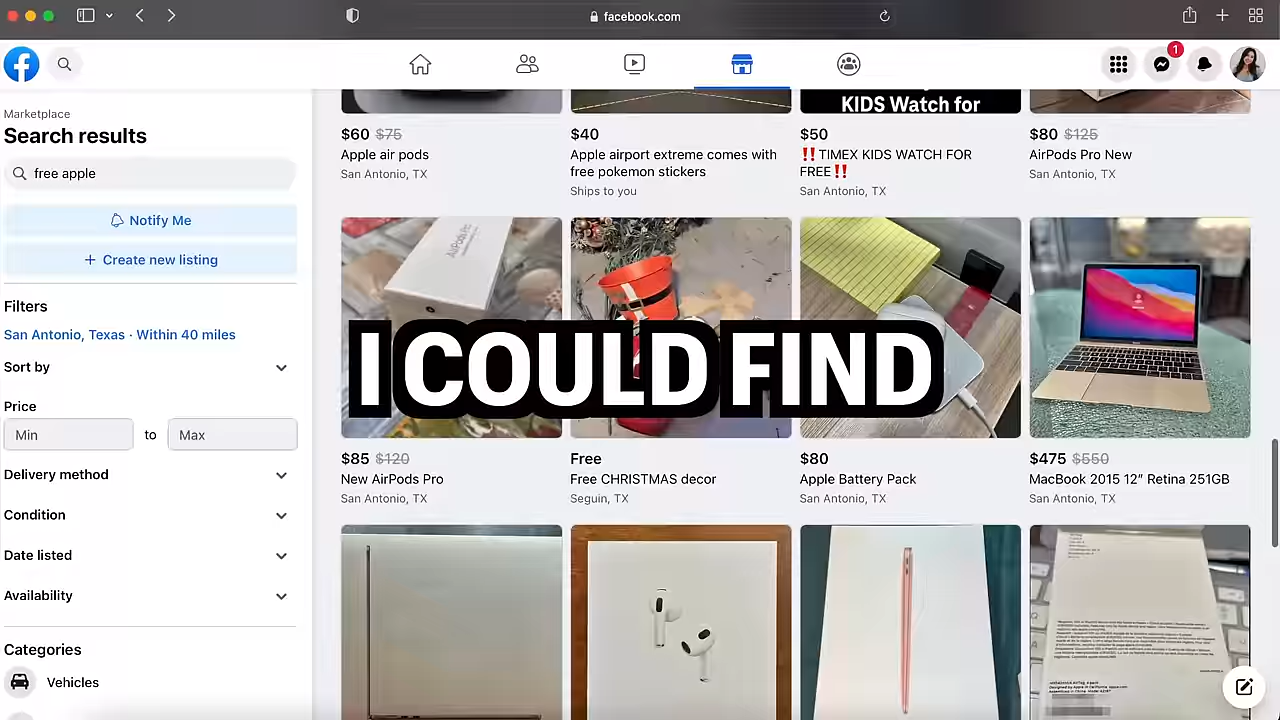 facebook.com
1
Marketplace
Search results
free apple
Notify Me
+ Create new listing
Filters
San Antonio, Texas · Within 40 miles
Sort by
Price
Min
to
Max
Delivery method
Condition
Date listed
Availability
Categories
Vehicles
KIDS Watch for
$60 $75
Apple air pods
San Antonio, TX
$40
Apple airport extreme comes with
free pokemon stickers
Ships to you
$50
‼️TIMEX KIDS WATCH FOR
FREE‼️
San Antonio, TX
$80 $125
AirPods Pro New
San Antonio, TX
AirPods Pro
I COULD FIND
$85 $120
New AirPods Pro
San Antonio, TX
Free
Free CHRISTMAS decor
Seguin, TX
$80
Apple Battery Pack
San Antonio, TX
$475 $550
MacBook 2015 12” Retina 251GB
San Antonio, TX